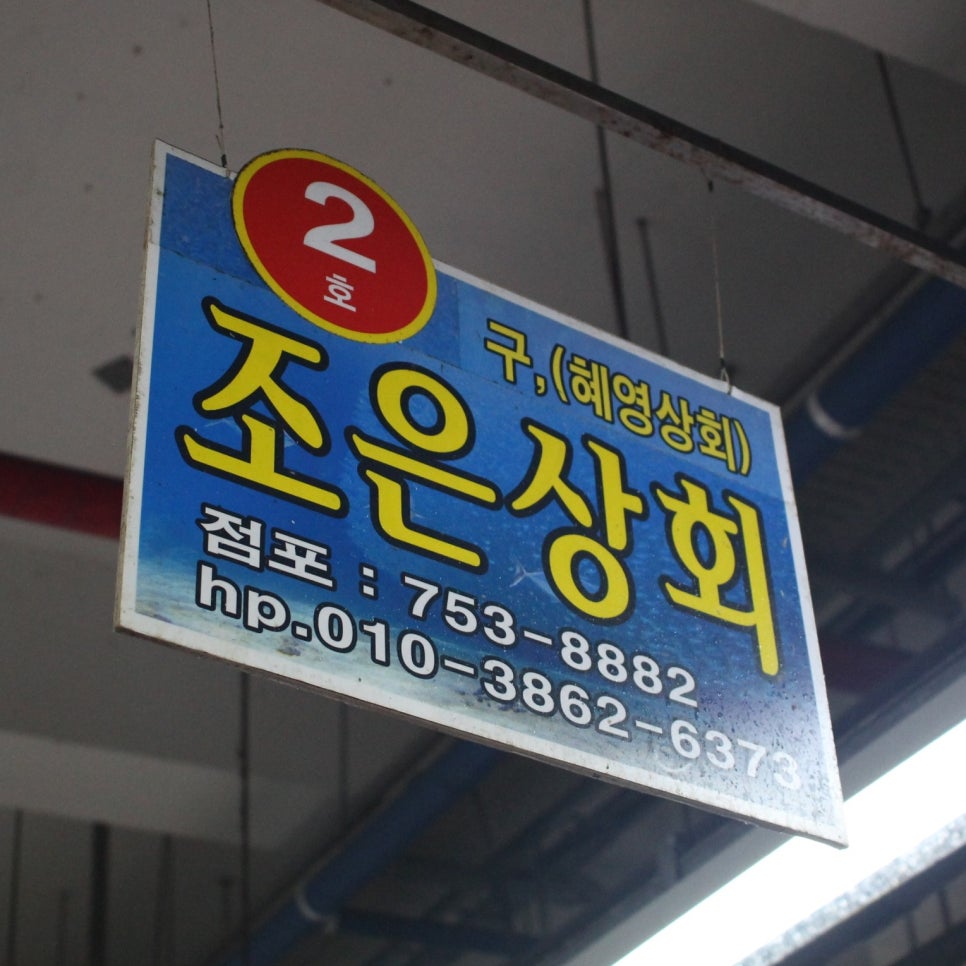 2
호
구,(혜영상회)
조은상회
점포 : 753-8882
hp.010-3862-6373